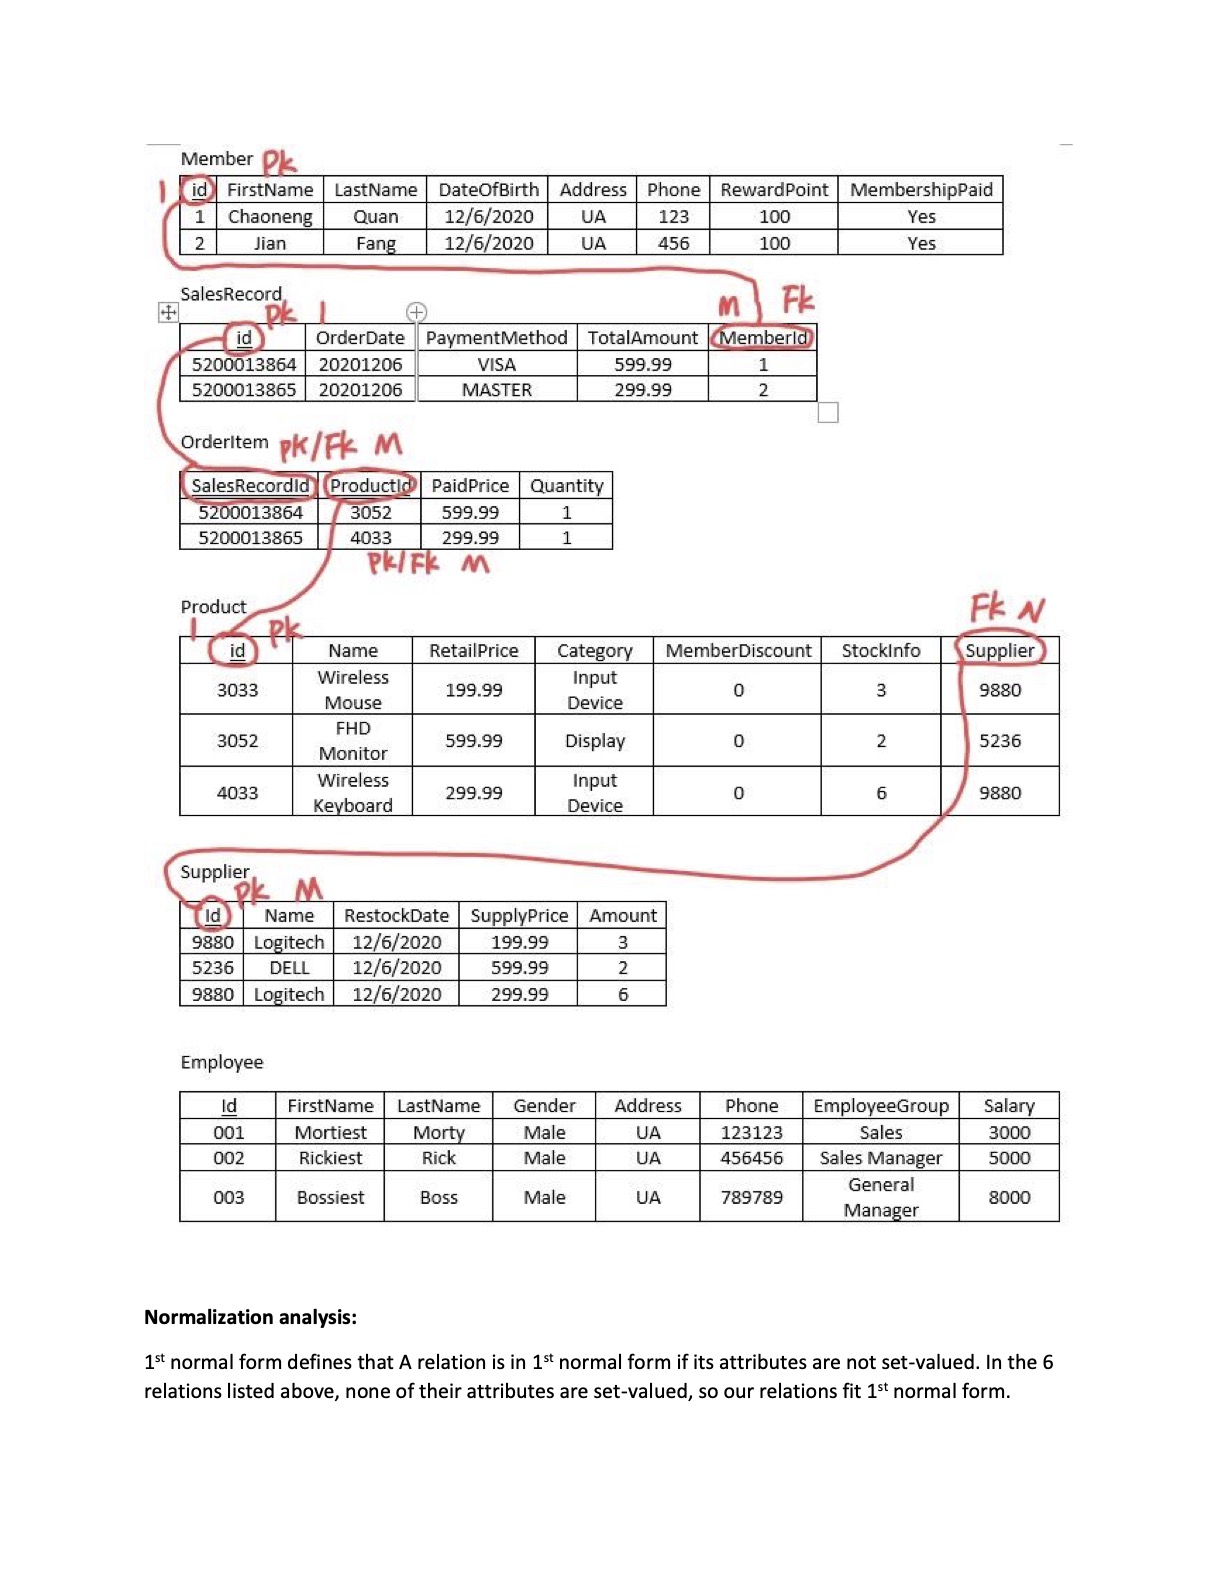 Member Pk
1 id FirstName LastName DateOfBirth Address Phone RewardPoint MembershipPaid
1 Chaoneng Quan 12/6/2020 UA 123 100 Yes
2 Jian Fang 12/6/2020 UA 456 100 Yes
SalesRecord Pk 1 M Fk
id OrderDate PaymentMethod TotalAmount MemberId
5200013864 20201206 VISA 599.99 1
5200013865 20201206 MASTER 299.99 2
OrderItem PK/Fk M
SalesRecordId ProductId PaidPrice Quantity
5200013864 3052 599.99 1
5200013865 4033 299.99 1
Pk/Fk M
Product Fk N
1 Pk
id Name RetailPrice Category MemberDiscount StockInfo Supplier
3033 Wireless Mouse 199.99 Input Device 0 3 9880
3052 FHD Monitor 599.99 Display 0 2 5236
4033 Wireless Keyboard 299.99 Input Device 0 6 9880
Supplier Pk M
Id Name RestockDate SupplyPrice Amount
9880 Logitech 12/6/2020 199.99 3
5236 DELL 12/6/2020 599.99 2
9880 Logitech 12/6/2020 299.99 6
Employee
Id FirstName LastName Gender Address Phone EmployeeGroup Salary
001 Mortiest Morty Male UA 123123 Sales 3000
002 Rickiest Rick Male UA 456456 Sales Manager 5000
003 Bossiest Boss Male UA 789789 General Manager 8000
Normalization analysis:
1st normal form defines that A relation is in 1st normal form if its attributes are not set-valued. In the 6
relations listed above, none of their attributes are set-valued, so our relations fit 1st normal form.